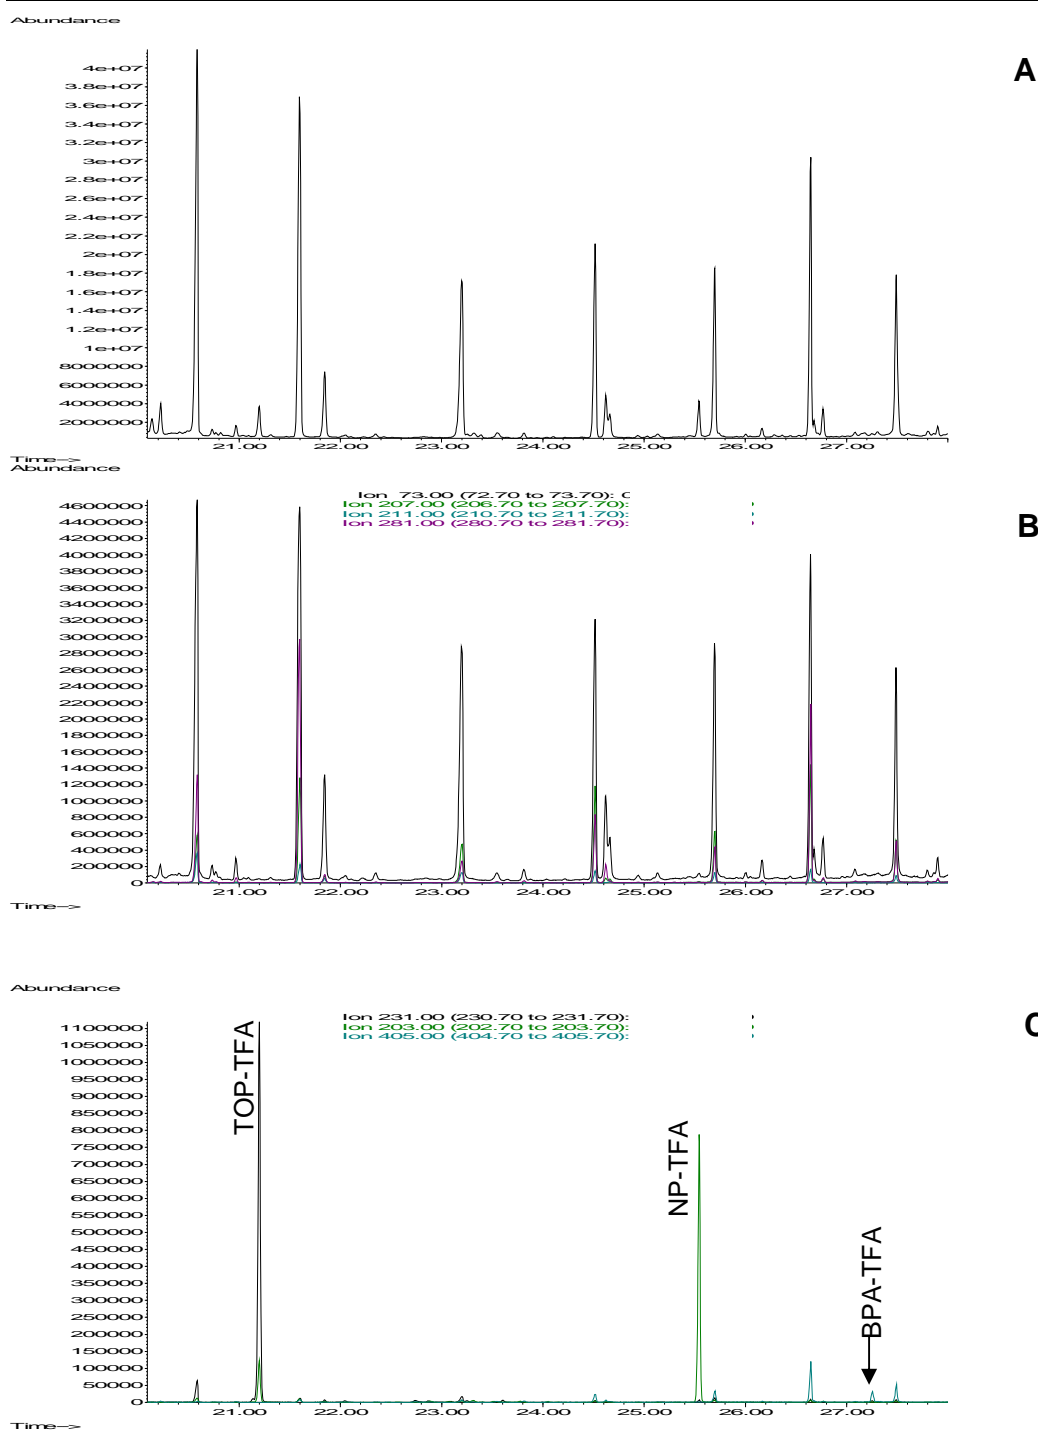 Abundance
A
4e+07
3.8e+07
3.6e+07
3.4e+07
3.2e+07
3e+07
2.8e+07
2.6e+07
2.4e+07
2.2e+07
2e+07
1.8e+07
1.6e+07
1.4e+07
1.2e+07
1e+07
8000000
6000000
4000000
2000000
21.00 22.00 23.00 24.00 25.00 26.00 27.00
Time-->
Abundance
Ion 73.00 (72.70 to 73.70): C
Ion 207.00 (206.70 to 207.70):
Ion 211.00 (210.70 to 211.70):
Ion 281.00 (280.70 to 281.70):
B
4600000
4400000
4200000
4000000
3800000
3600000
3400000
3200000
3000000
2800000
2600000
2400000
2200000
2000000
1800000
1600000
1400000
1200000
1000000
800000
600000
400000
200000
0
21.00 22.00 23.00 24.00 25.00 26.00 27.00
Time-->
Abundance
Ion 231.00 (230.70 to 231.70):
Ion 203.00 (202.70 to 203.70):
Ion 405.00 (404.70 to 405.70):
C
1100000
1050000
1000000
950000
900000
850000
800000
750000
700000
650000
600000
550000
500000
450000
400000
350000
300000
250000
200000
150000
100000
50000
0
TOP-TFA
NP-TFA
BPA-TFA
21.00 22.00 23.00 24.00 25.00 26.00 27.00
Time-->